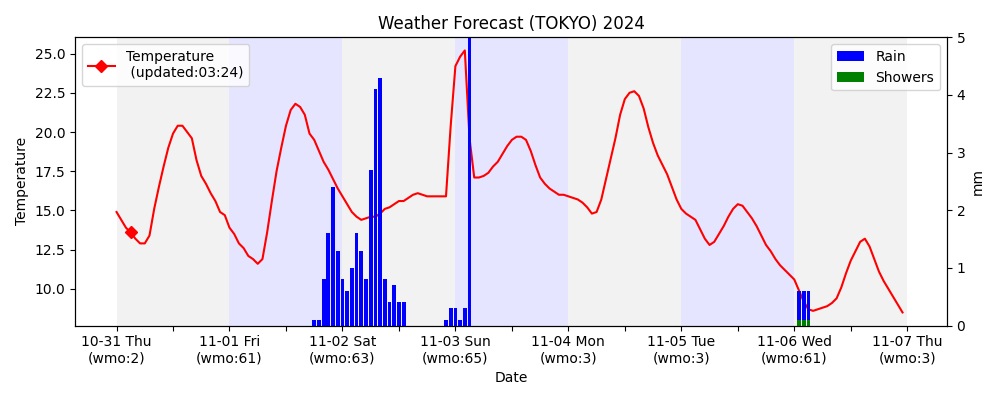 Weather Forecast (TOKYO) 2024
Temperature
(updated:03:24)
Rain
Showers
25.0
22.5
20.0
17.5
15.0
12.5
10.0
Temperature
5
4
3
2
1
0
mm
10-31 Thu
(wmo:2)
11-01 Fri
(wmo:61)
11-02 Sat
(wmo:63)
11-03 Sun
(wmo:65)
11-04 Mon
(wmo:3)
11-05 Tue
(wmo:3)
11-06 Wed
(wmo:61)
11-07 Thu
(wmo:3)
Date